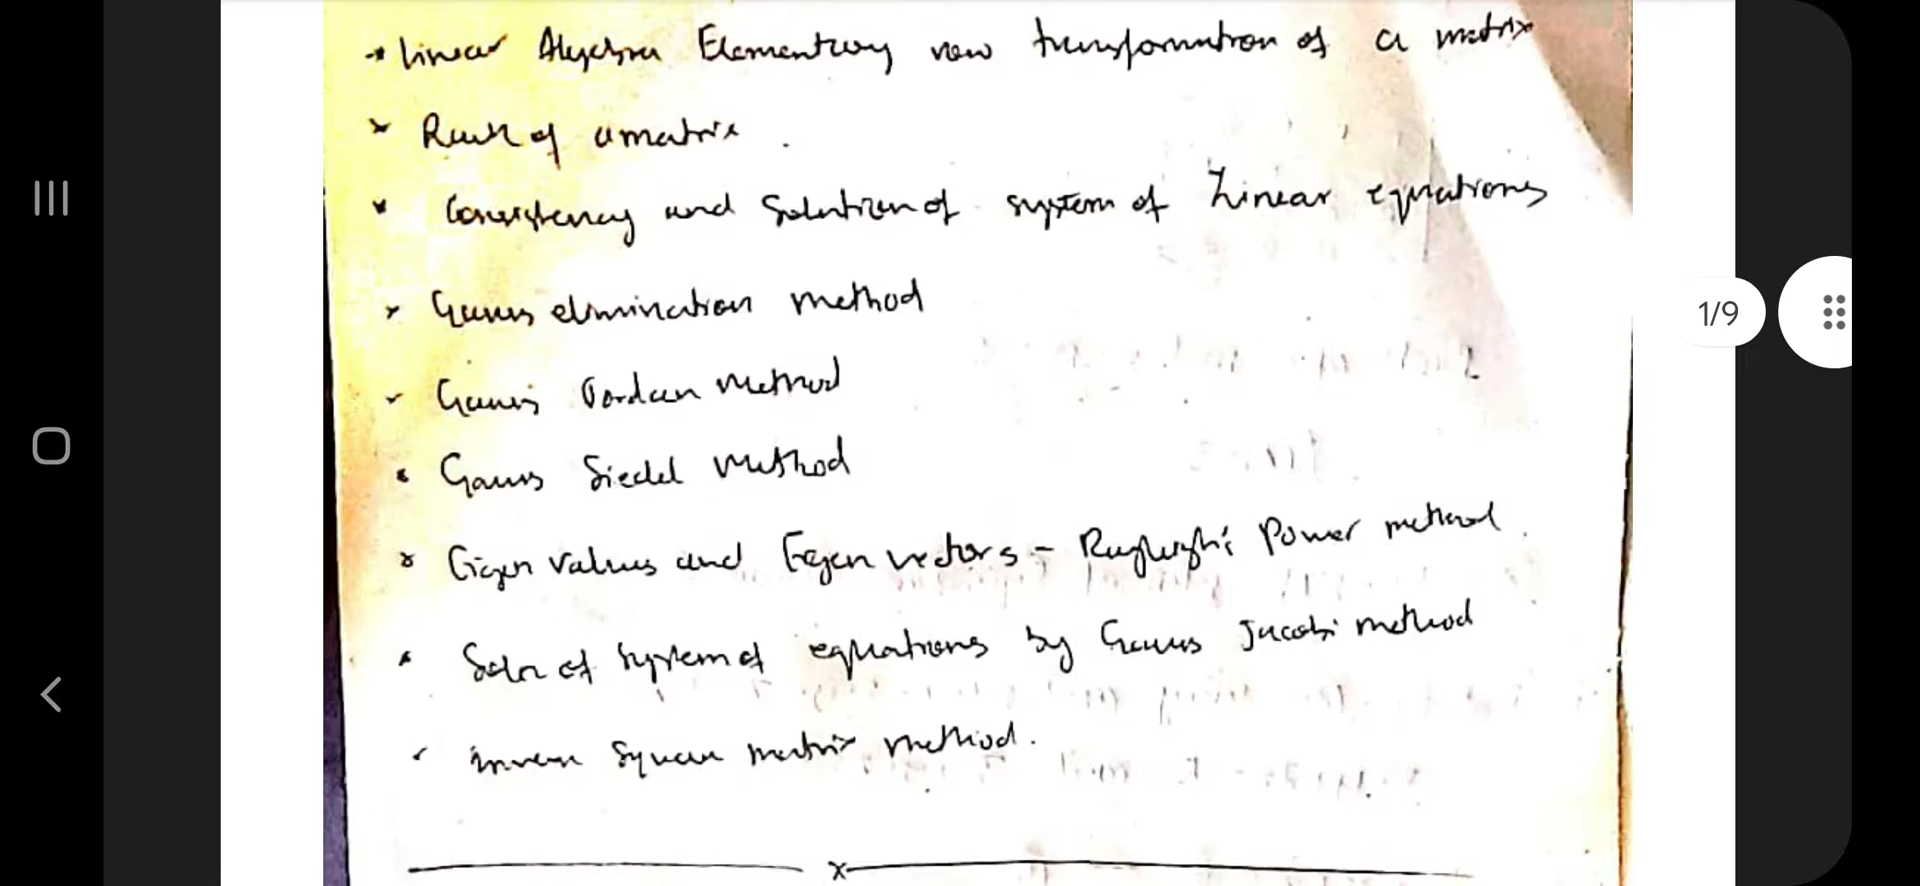 → Linear Algebra Elementary row transformation of a matrix
* Rank of a matrix.
* Consistency and Solution of system of Linear equations
* Gauss elimination method
Gauss Jordan Method
* Gauss Siedel Method
* Eigen Values and Eigen vectors - Rayleigh's Power method.
* Soln of System of equations by Gauss Jacobi method
inverse Square matrix method.
x
1/9